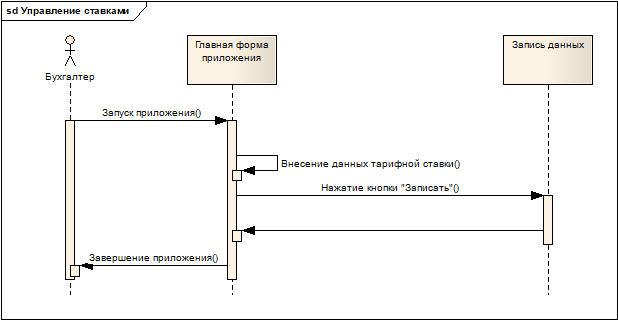 sd Управление ставками
Главная форма
приложения
Запись данных
Бухгалтер
Запуск приложения()
Внесение данных тарифной ставки()
Нажатие кнопки "Записать"()
Завершение приложения()